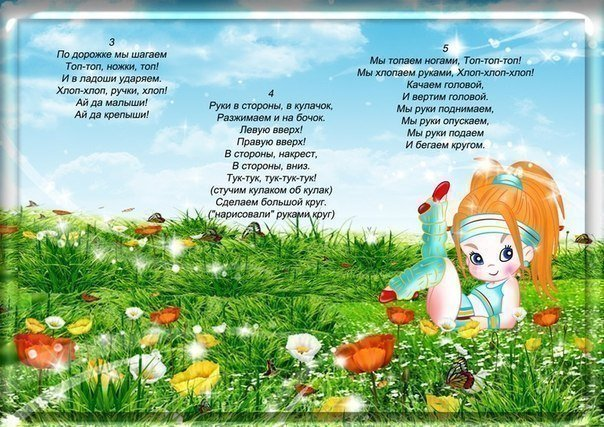 3
По дорожке мы шагаем
Топ-топ, ножки, топ!
И в ладоши ударяем.
Хлоп-хлоп, ручки, хлоп!
Ай да малыши!
Ай да крепыши!
4
Руки в стороны, в кулачок,
Разжимаем и на бочок.
Левую вверх!
Правую вверх!
В стороны, накрест,
В стороны, вниз.
Тук-тук, тук-тук-тук!
(стучим кулаком об кулак)
Сделаем большой круг.
("нарисовали" руками круг)
5
Мы топаем ногами, Топ-топ-топ!
Мы хлопаем руками, Хлоп-хлоп-хлоп!
Качаем головой,
И вертим головой.
Мы руки поднимаем,
Мы руки опускаем,
Мы руки подаем
И бегаем кругом.